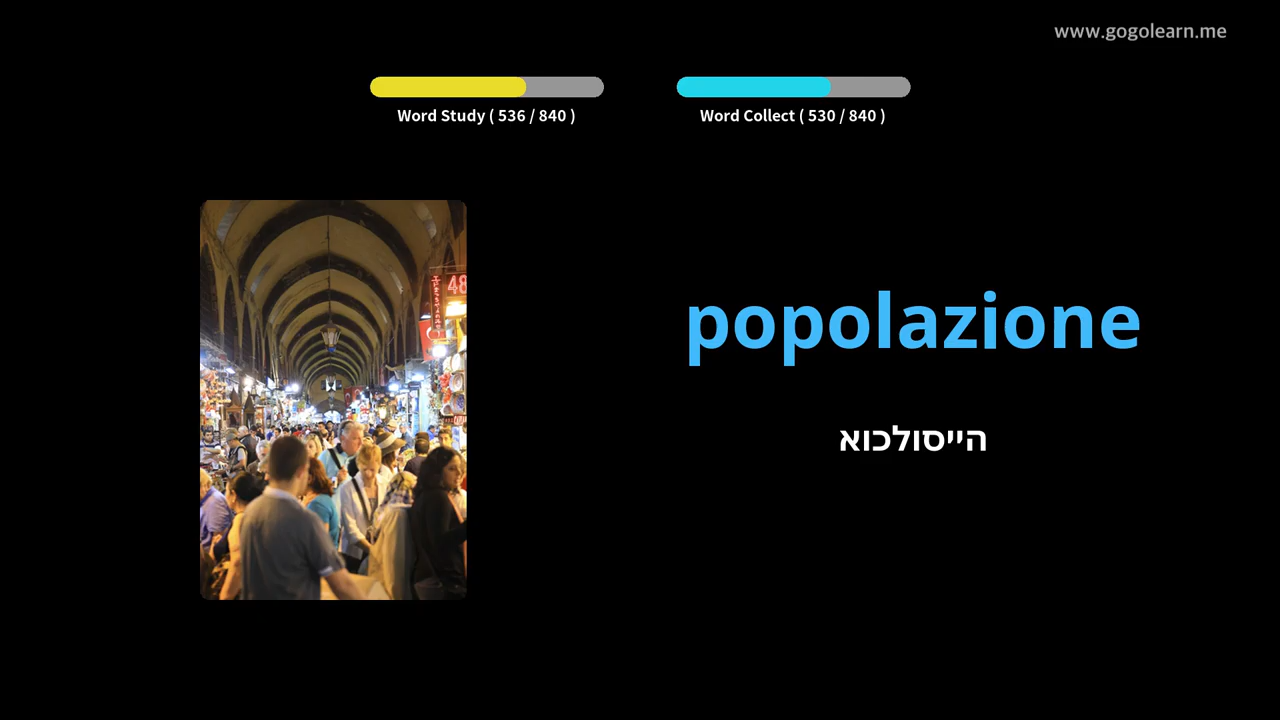 www.gogolearn.me
Word Study ( 536 / 840 )
Word Collect ( 530 / 840 )
48
popolazione
הייסולכוא